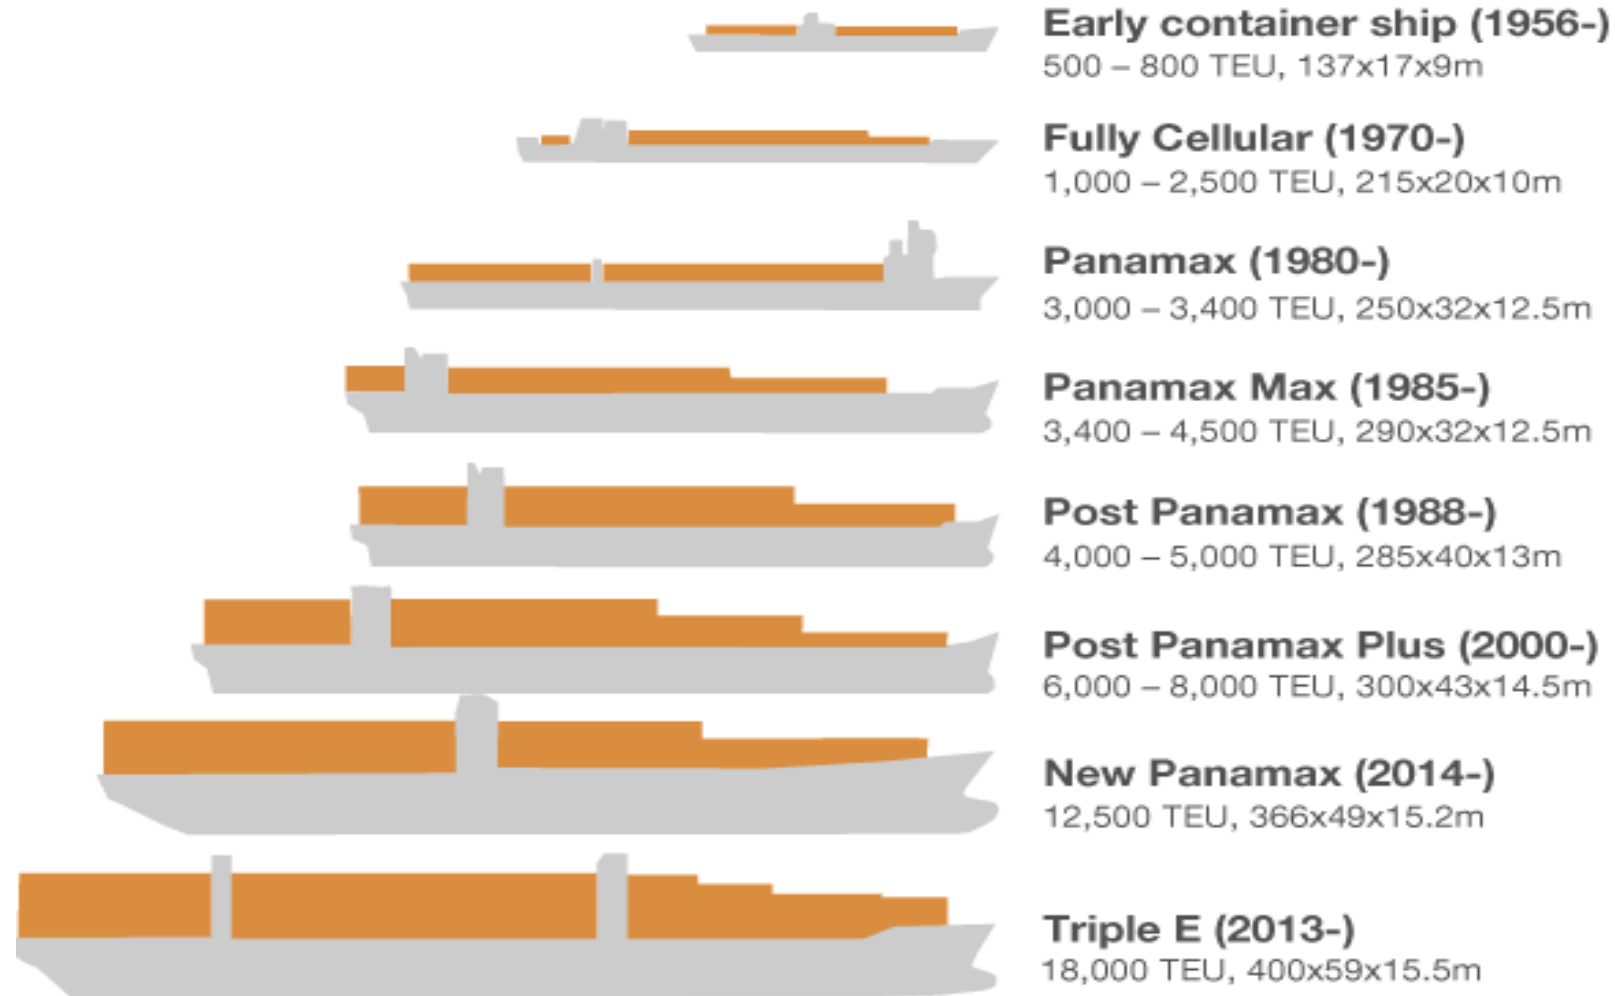 Early container ship (1956-)
500 – 800 TEU, 137x17x9m
Fully Cellular (1970-)
1,000 – 2,500 TEU, 215x20x10m
Panamax (1980-)
3,000 – 3,400 TEU, 250x32x12.5m
Panamax Max (1985-)
3,400 – 4,500 TEU, 290x32x12.5m
Post Panamax (1988-)
4,000 – 5,000 TEU, 285x40x13m
Post Panamax Plus (2000-)
6,000 – 8,000 TEU, 300x43x14.5m
New Panamax (2014-)
12,500 TEU, 366x49x15.2m
Triple E (2013-)
18,000 TEU, 400x59x15.5m